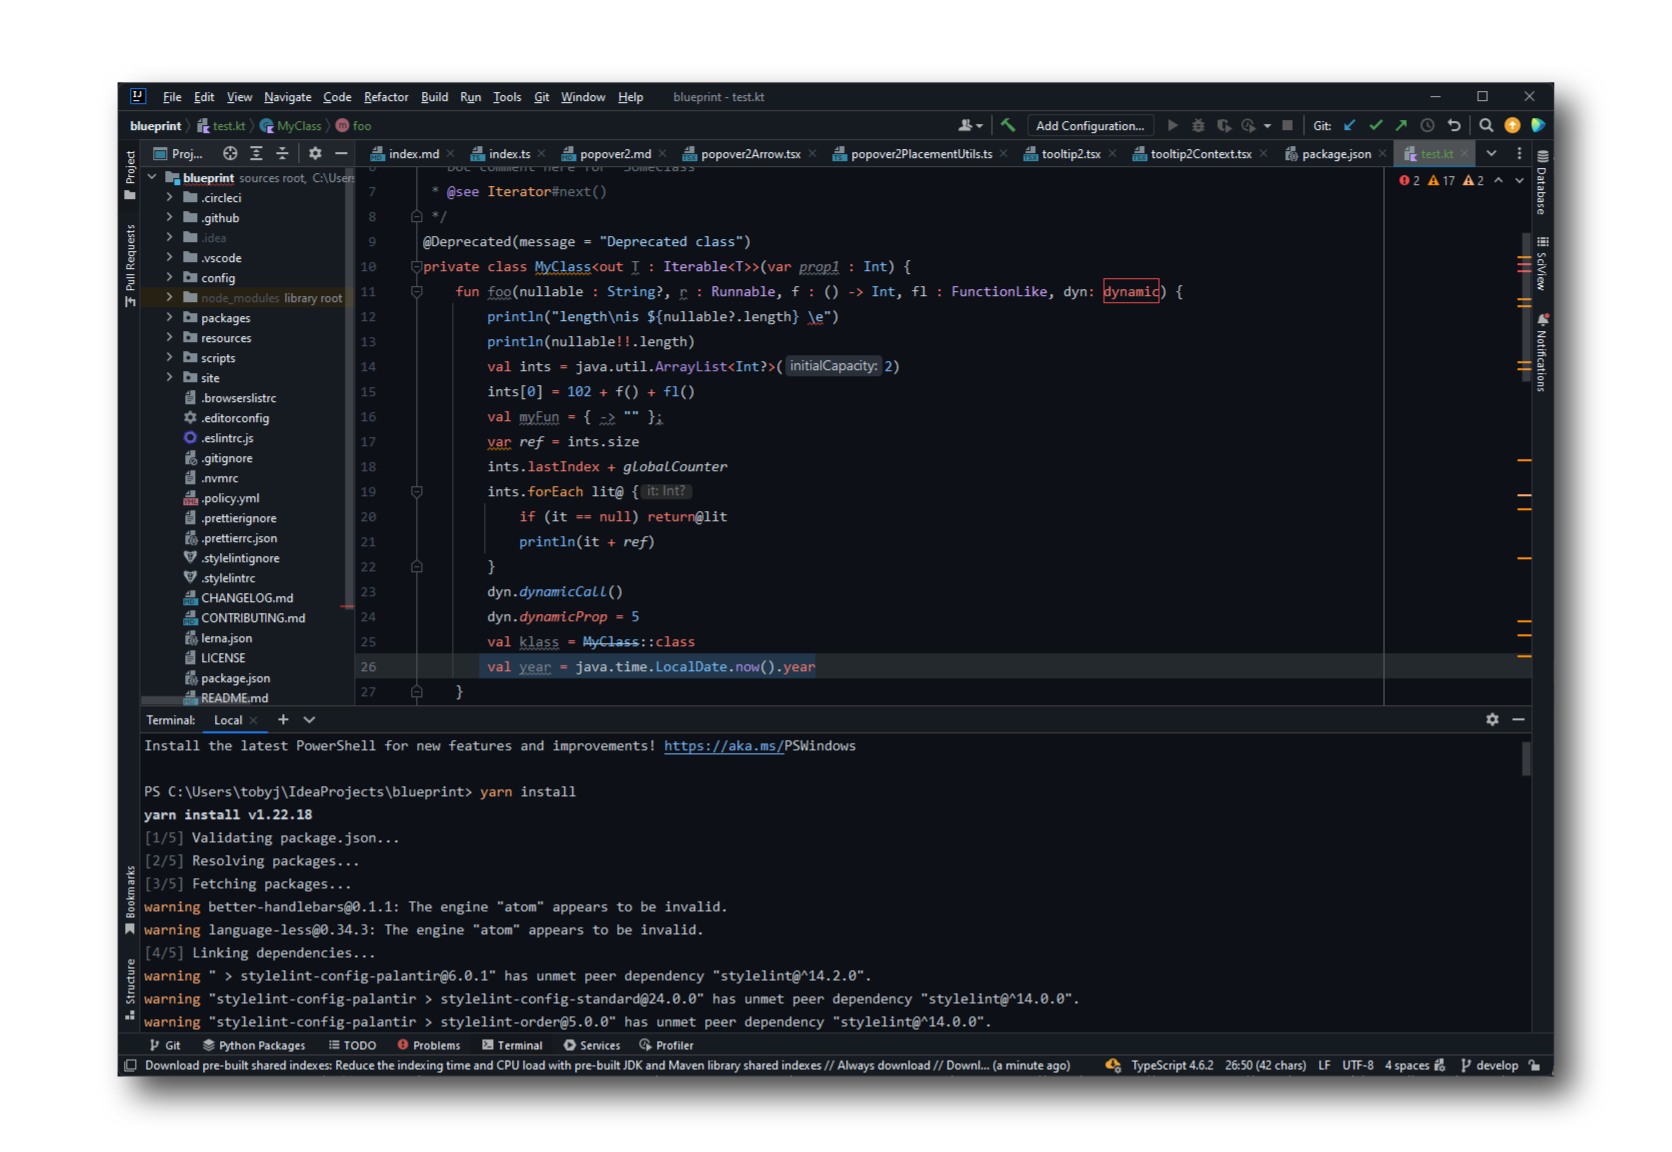 File Edit View Navigate Code Refactor Build Run Tools Git Window Help blueprint - test.kt
blueprint test.kt MyClass foo Add Configuration... Git:
Project
Proj...
index.md index.ts popover2.md popover2Arrow.tsx popover2PlacementUtils.ts tooltip2.tsx tooltip2Context.tsx package.json test.kt
blueprint sources root, C:\User
.circleci
.github
.idea
.vscode
config
node_modules library root
packages
resources
scripts
site
.browserslistrc
.editorconfig
.eslintrc.js
.gitignore
.nvmrc
.policy.yml
.prettierignore
.prettierrc.json
.stylelintignore
.stylelintrc
CHANGELOG.md
CONTRIBUTING.md
lerna.json
LICENSE
package.json
README.md
Pull Requests
2 17 2
7 * @see Iterator#next()
8 */
9 @Deprecated(message = "Deprecated class")
10 private class MyClass<out T : Iterable<T>>(var prop1 : Int) {
11 fun foo(nullable : String?, r : Runnable, f : () -> Int, fl : FunctionLike, dyn: dynamic) {
12 println("length\nis ${nullable?.length} \e")
13 println(nullable!!.length)
14 val ints = java.util.ArrayList<Int?>( initialCapacity: 2)
15 ints[0] = 102 + f() + fl()
16 val myFun = { -> "" };
17 var ref = ints.size
18 ints.lastIndex + globalCounter
19 ints.forEach lit@ { it: Int?
20 if (it == null) return@lit
21 println(it + ref)
22 }
23 dyn.dynamicCall()
24 dyn.dynamicProp = 5
25 val klass = MyClass::class
26 val year = java.time.LocalDate.now().year
27 }
Database
SciView
Notifications
Terminal: Local
Install the latest PowerShell for new features and improvements! https://aka.ms/PSWindows
PS C:\Users\tobyj\IdeaProjects\blueprint> yarn install
yarn install v1.22.18
[1/5] Validating package.json...
[2/5] Resolving packages...
[3/5] Fetching packages...
warning better-handlebars@0.1.1: The engine "atom" appears to be invalid.
warning language-less@0.34.3: The engine "atom" appears to be invalid.
[4/5] Linking dependencies...
warning " > stylelint-config-palantir@6.0.1" has unmet peer dependency "stylelint@^14.2.0".
warning "stylelint-config-palantir > stylelint-config-standard@24.0.0" has unmet peer dependency "stylelint@^14.0.0".
warning "stylelint-config-palantir > stylelint-order@5.0.0" has unmet peer dependency "stylelint@^14.0.0".
Bookmarks
Structure
Git Python Packages TODO Problems Terminal Services Profiler
Download pre-built shared indexes: Reduce the indexing time and CPU load with pre-built JDK and Maven library shared indexes // Always download // Downl... (a minute ago) TypeScript 4.6.2 26:50 (42 chars) LF UTF-8 4 spaces develop